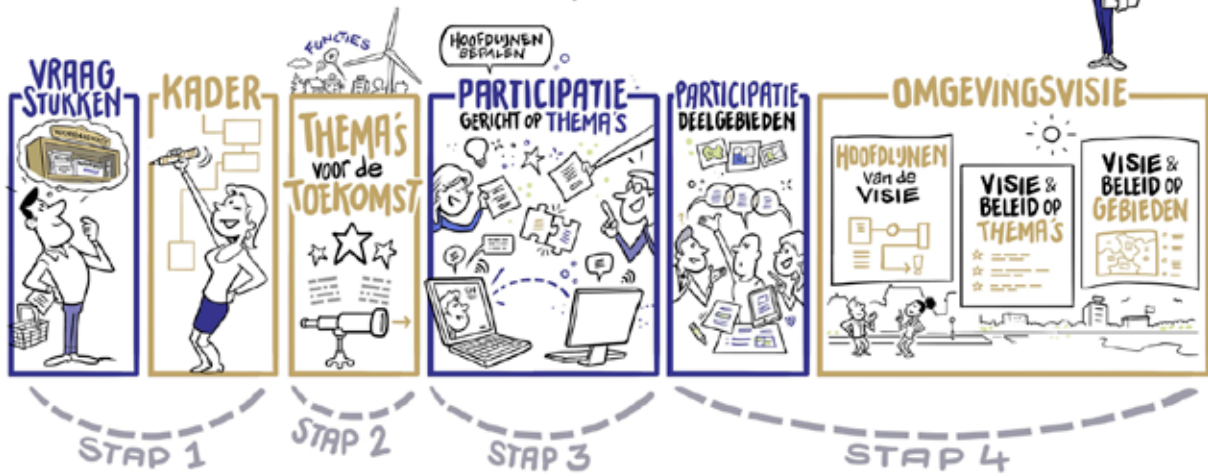 FUNCTIES
HOOFDLIJNEN
BEPALEN
VRAAG
STUKKEN
KADER
THEMA'S
voor de
TOEKOMST
PARTICIPATIE
GERICHT OP THEMA'S
PARTICIPATIE
DEELGEBIEDEN
OMGEVINGSVISIE
HOOFDLIJNEN
van de
VISIE
VISIE &
BELEID OP
THEMA'S
VISIE &
BELEID OP
GEBIEDEN
STAP 1
STAP 2
STAP 3
STAP 4